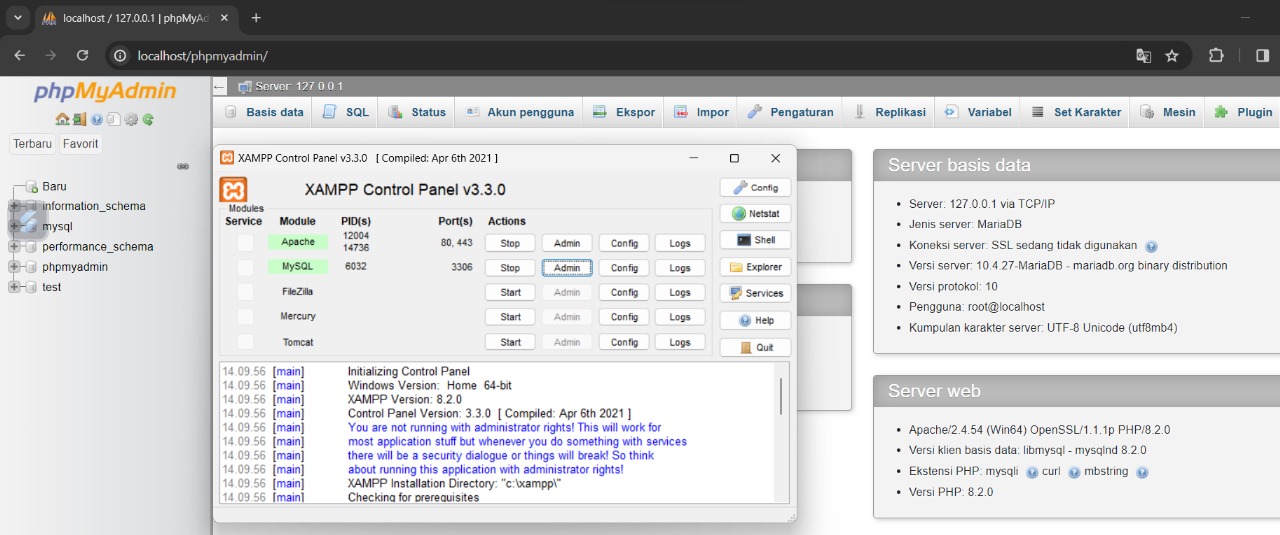 localhost / 127.0.0.1 | phpMyAd
localhost/phpmyadmin/
phpMyAdmin
Terbaru Favorit
Baru
information_schema
mysql
performance_schema
phpmyadmin
test
Server: 127.0.0.1
Basis data SQL Status Akun pengguna Ekspor Impor Pengaturan Replikasi Variabel Set Karakter Mesin Plugin
XAMPP Control Panel v3.3.0 [ Compiled: Apr 6th 2021 ]
XAMPP Control Panel v3.3.0
Modules
Service Module PID(s) Port(s) Actions
Apache 12004 14736 80, 443 Stop Admin Config Logs
MySQL 6032 3306 Stop Admin Config Logs
FileZilla Start Admin Config Logs
Mercury Start Admin Config Logs
Tomcat Start Admin Config Logs
Config
Netstat
Shell
Explorer
Services
Help
Quit
14.09.56 [main] Initializing Control Panel
14.09.56 [main] Windows Version: Home 64-bit
14.09.56 [main] XAMPP Version: 8.2.0
14.09.56 [main] Control Panel Version: 3.3.0 [ Compiled: Apr 6th 2021 ]
14.09.56 [main] You are not running with administrator rights! This will work for
14.09.56 [main] most application stuff but whenever you do something with services
14.09.56 [main] there will be a security dialogue or things will break! So think
14.09.56 [main] about running this application with administrator rights!
14.09.56 [main] XAMPP Installation Directory: "c:\xampp\"
14.09.56 [main] Checking for prerequisites
Server basis data
Server: 127.0.0.1 via TCP/IP
Jenis server: MariaDB
Koneksi server: SSL sedang tidak digunakan
Versi server: 10.4.27-MariaDB - mariadb.org binary distribution
Versi protokol: 10
Pengguna: root@localhost
Kumpulan karakter server: UTF-8 Unicode (utf8mb4)
Server web
Apache/2.4.54 (Win64) OpenSSL/1.1.1p PHP/8.2.0
Versi klien basis data: libmysql - mysqlnd 8.2.0
Ekstensi PHP: mysqli curl mbstring
Versi PHP: 8.2.0